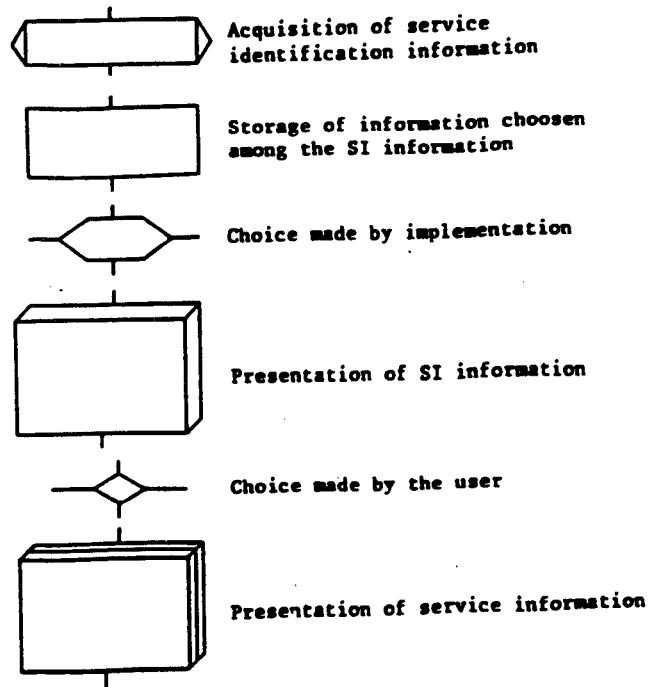 Acquisition of service
identification information
Storage of information choosen
among the SI information
Choice made by implementation
Presentation of SI information
Choice made by the user
Presentation of service information